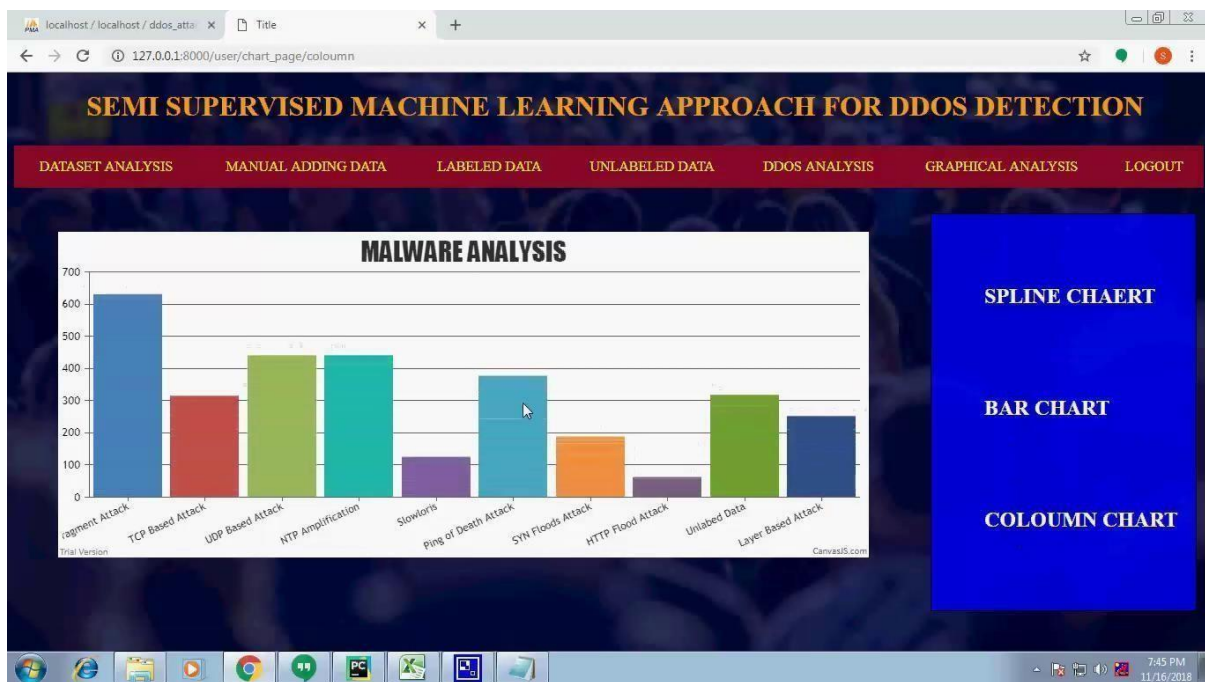 localhost / localhost / ddos_atta
Title
127.0.0.1:8000/user/chart_page/coloumn
SEMI SUPERVISED MACHINE LEARNING APPROACH FOR DDOS DETECTION
DATASET ANALYSIS MANUAL ADDING DATA LABELED DATA UNLABELED DATA DDOS ANALYSIS GRAPHICAL ANALYSIS LOGOUT
MALWARE ANALYSIS
700
600
500
400
300
200
100
0
ragment Attack
TCP Based Attack
UDP Based Attack
NTP Amplification
Slowloris
Ping of Death Attack
SYN Floods Attack
HTTP Flood Attack
Unlabed Data
Layer Based Attack
Trial Version
CanvasJS.com
SPLINE CHAERT
BAR CHART
COLOUMN CHART
7:45 PM
11/16/2018
PMA
S
PC